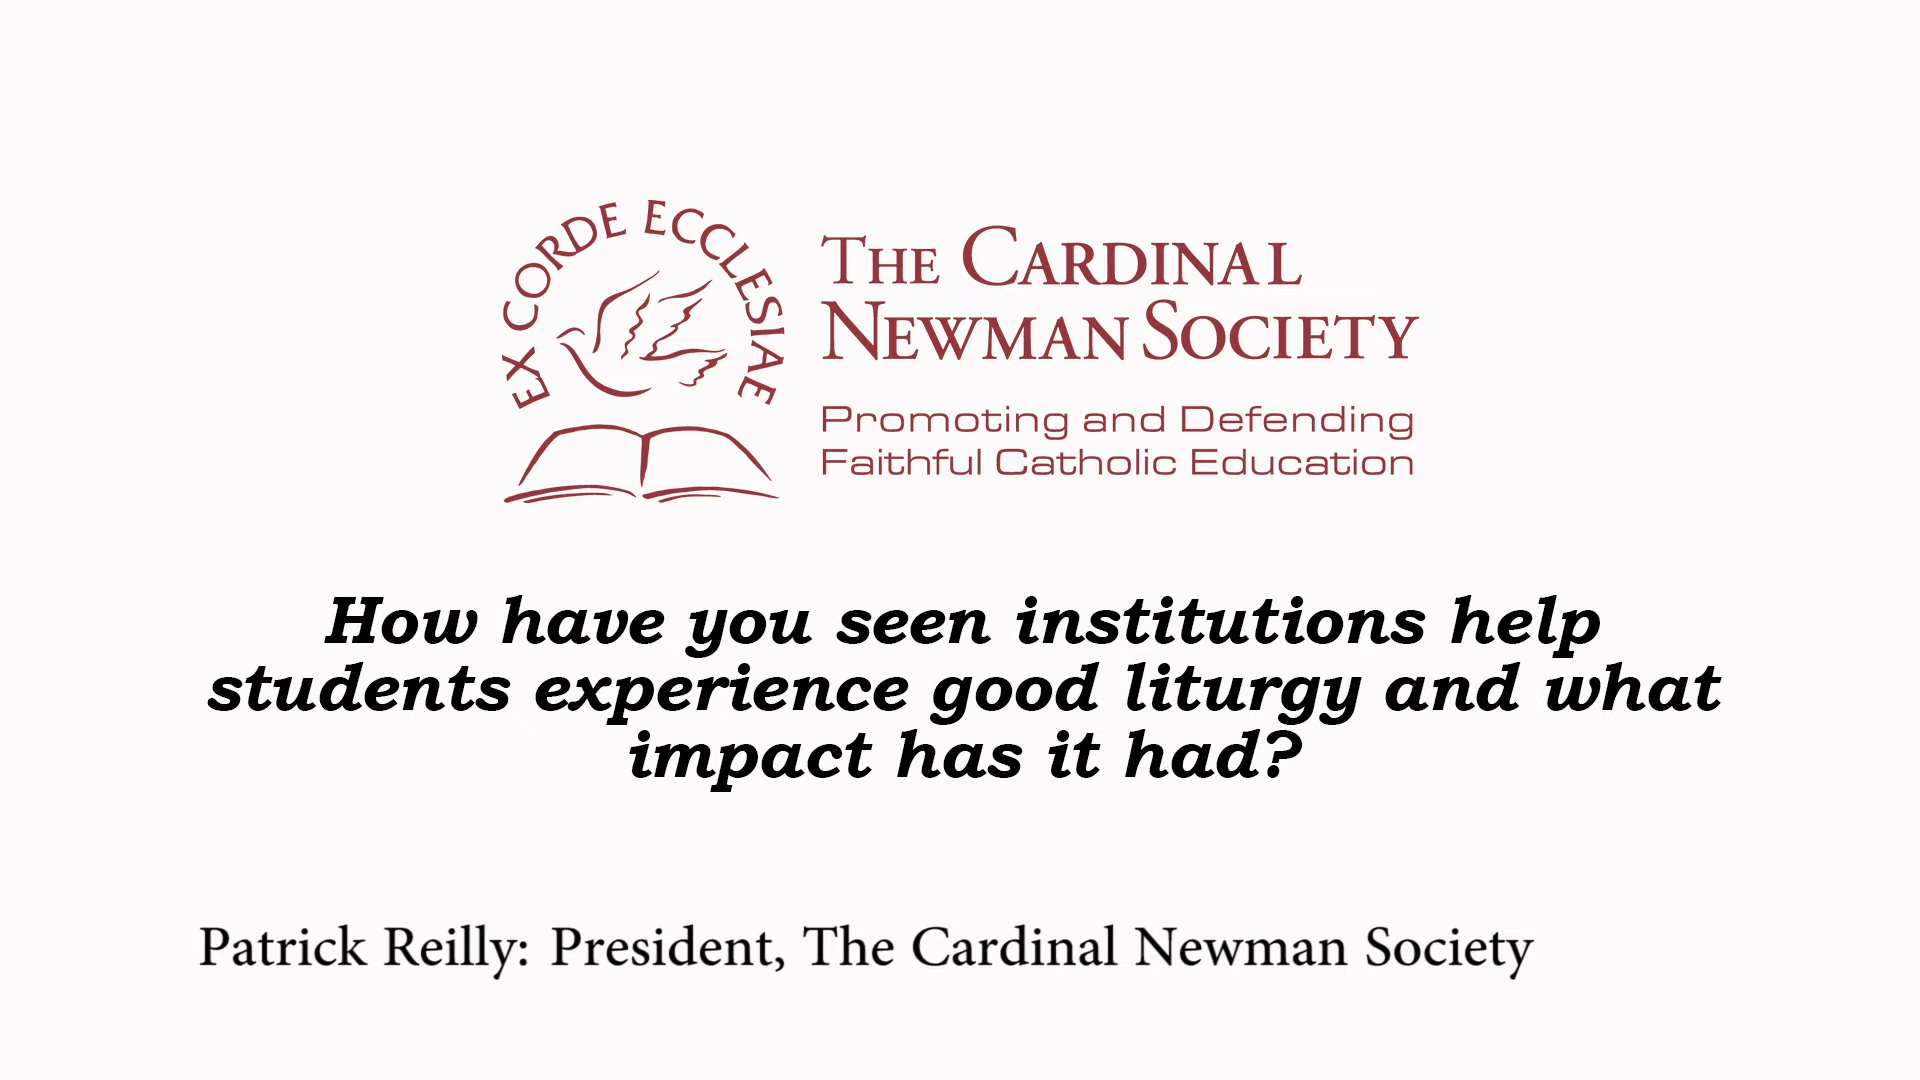 EX CORDE ECCLESIAE
THE CARDINAL
NEWMAN SOCIETY
Promoting and Defending
Faithful Catholic Education
How have you seen institutions help
students experience good liturgy and what
impact has it had?
Patrick Reilly: President, The Cardinal Newman Society